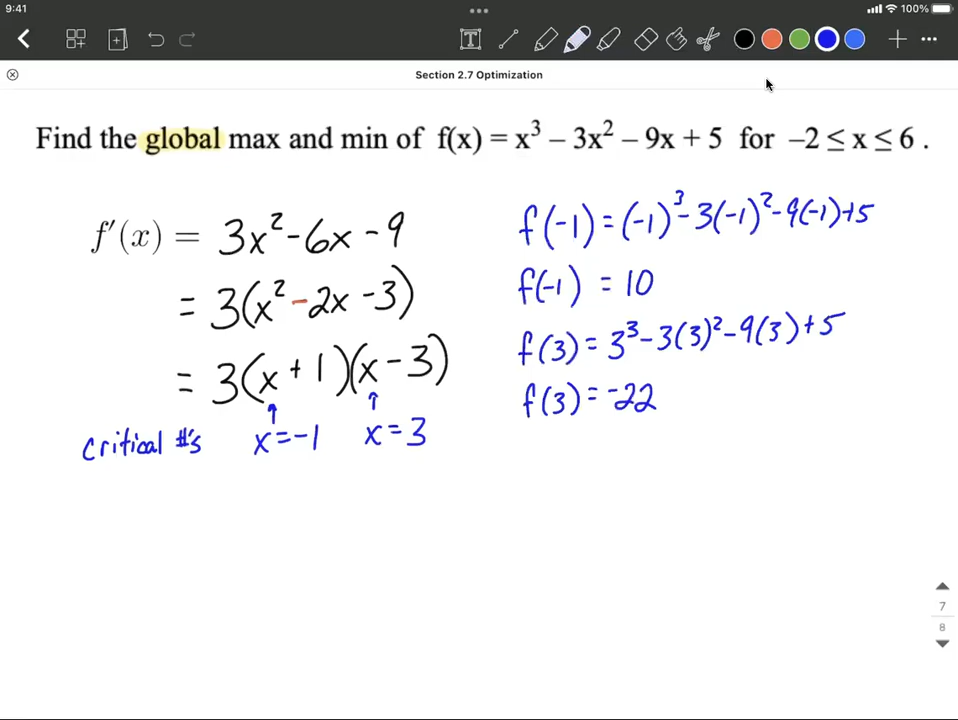 9:41
100%
Section 2.7 Optimization
Find the global max and min of f(x) = x³ – 3x² – 9x + 5 for –2 ≤ x ≤ 6 .
f′(x) = 3x² - 6x - 9
= 3(x² - 2x - 3)
= 3(x + 1)(x - 3)
critical #'s x = -1 x = 3
f(-1) = (-1)³ - 3(-1)² - 9(-1) + 5
f(-1) = 10
f(3) = 3³ - 3(3)² - 9(3) + 5
f(3) = -22
7
8